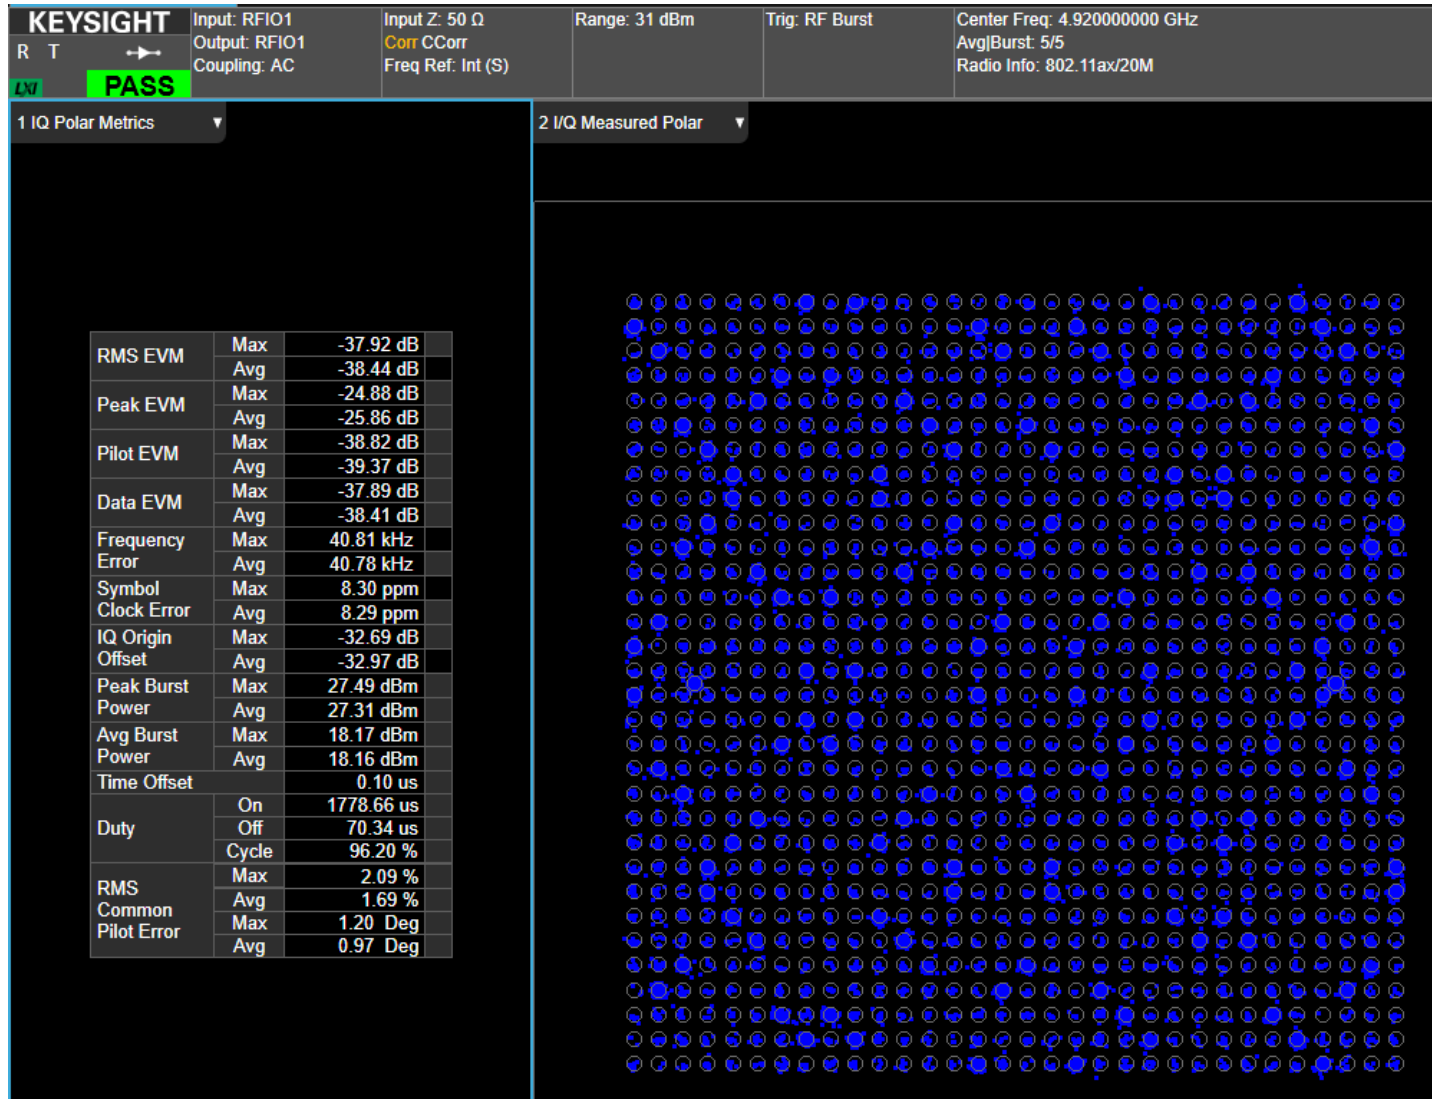 KEYSIGHT
R T
LXI
PASS
Input: RFIO1
Output: RFIO1
Coupling: AC
Input Z: 50 Ω
Corr CCorr
Freq Ref: Int (S)
Range: 31 dBm
Trig: RF Burst
Center Freq: 4.920000000 GHz
Avg|Burst: 5/5
Radio Info: 802.11ax/20M
1 IQ Polar Metrics
2 I/Q Measured Polar
RMS EVM Max -37.92 dB
Avg -38.44 dB
Peak EVM Max -24.88 dB
Avg -25.86 dB
Pilot EVM Max -38.82 dB
Avg -39.37 dB
Data EVM Max -37.89 dB
Avg -38.41 dB
Frequency Error Max 40.81 kHz
Avg 40.78 kHz
Symbol Clock Error Max 8.30 ppm
Avg 8.29 ppm
IQ Origin Offset Max -32.69 dB
Avg -32.97 dB
Peak Burst Power Max 27.49 dBm
Avg 27.31 dBm
Avg Burst Power Max 18.17 dBm
Avg 18.16 dBm
Time Offset 0.10 us
Duty On 1778.66 us
Off 70.34 us
Cycle 96.20 %
RMS Common Pilot Error Max 2.09 %
Avg 1.69 %
Max 1.20 Deg
Avg 0.97 Deg